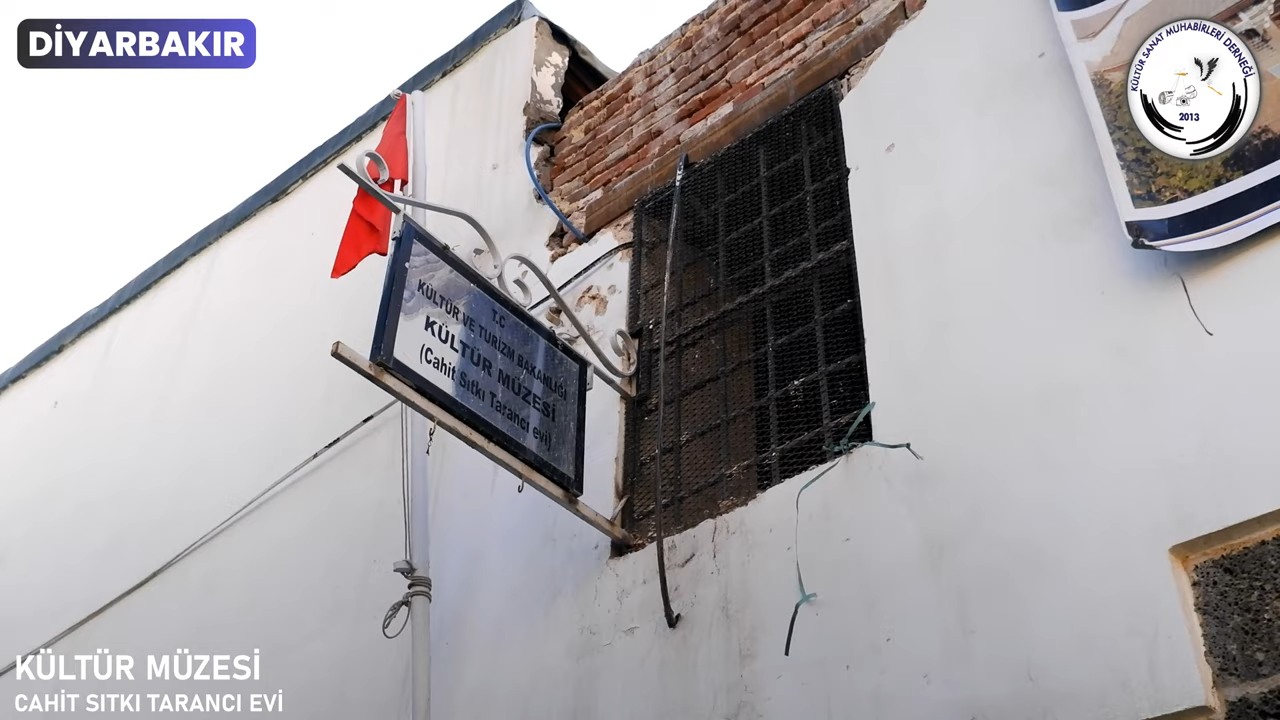 DİYARBAKIR
KÜLTÜR SANAT MUHABİRLERİ DERNEĞİ
2013
T.C
KÜLTÜR VE TURİZM BAKANLIĞI
KÜLTÜR MÜZESİ
(Cahit Sıtkı Tarancı evi)
KÜLTÜR MÜZESİ
CAHİT SITKI TARANCI EVİ